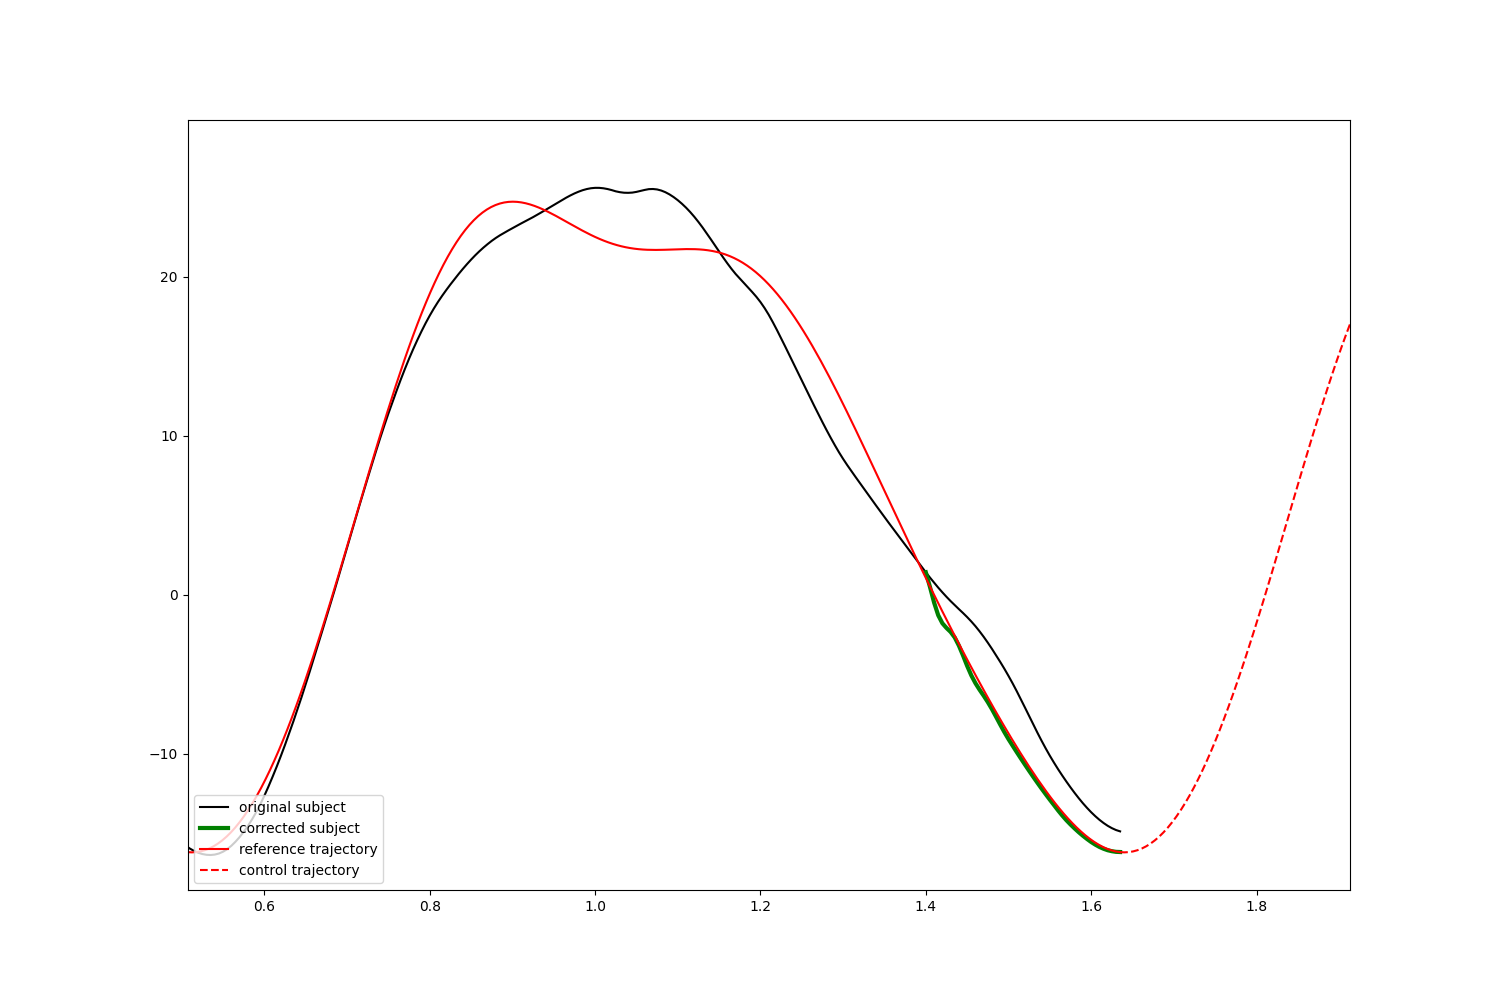 20
10
0
−10
original subject
corrected subject
reference trajectory
control trajectory
0.6 0.8 1.0 1.2 1.4 1.6 1.8